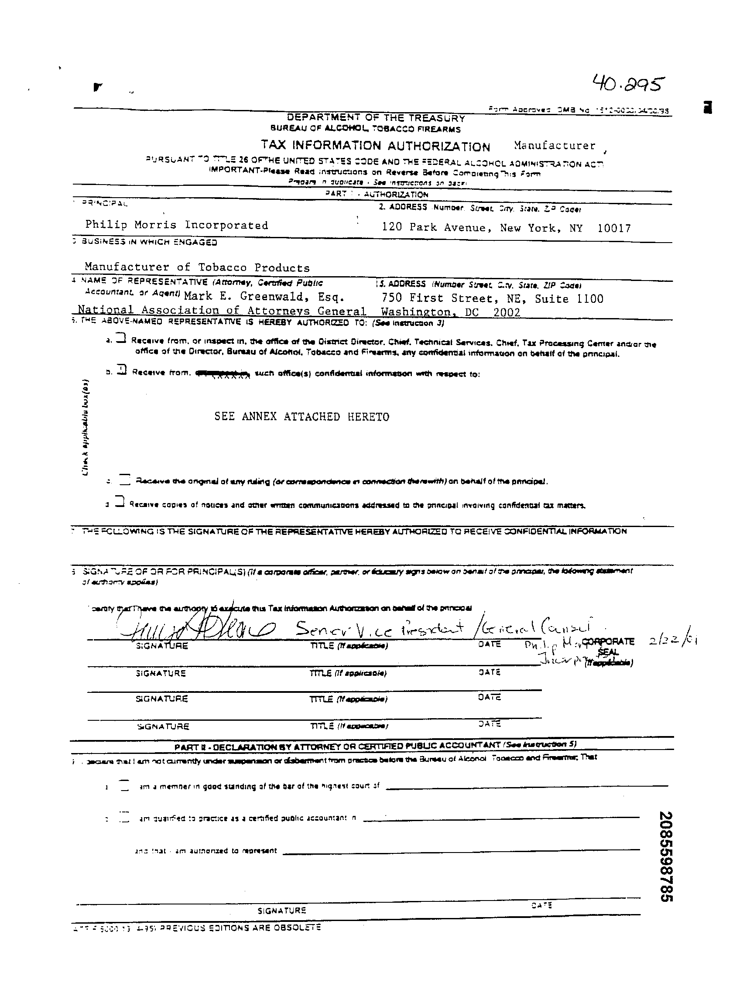 40.295
Form Approved: OMB No.
DEPARTMENT OF THE TREASURY
BUREAU OF ALCOHOL, TOBACCO FIREARMS
TAX INFORMATION AUTHORIZATION Manufacturer
PURSUANT TO TITLE 26 OF THE UNITED STATES CODE AND THE FEDERAL ALCOHOL ADMINISTRATION ACT.
IMPORTANT-Please Read Instructions on Reverse Before Completing This Form
Prepare in duplicate - See instructions on back
PART I - AUTHORIZATION
PRINCIPAL
2. ADDRESS Number Street, City, State, ZIP Code)
Philip Morris Incorporated
120 Park Avenue, New York, NY 10017
3 BUSINESS IN WHICH ENGAGED
Manufacturer of Tobacco Products
4 NAME OF REPRESENTATIVE (Attorney, Certified Public
Accountant, or Agent) Mark E. Greenwald, Esq.
National Association of Attorneys General
5. ADDRESS (Number Street, City, State, ZIP Code)
750 First Street, NE, Suite 1100
Washington, DC 2002
THE ABOVE-NAMED REPRESENTATIVE IS HEREBY AUTHORIZED TO: (See Instruction 3)
Check applicable box(es)
a. Receive from, or inspect in, the office of the District Director, Chief, Technical Services, Chief, Tax Processing Center and/or the
office of the Director, Bureau of Alcohol, Tobacco and Firearms, any confidential information on behalf of the principal.
b. Receive from, such office(s) confidential information with respect to:
SEE ANNEX ATTACHED HERETO
Receive the original of any ruling (or correspondence in connection therewith) on behalf of the principal.
Receive copies of notices and other written communications addressed to the principal involving confidential tax matters.
THE FOLLOWING IS THE SIGNATURE OF THE REPRESENTATIVE HEREBY AUTHORIZED TO RECEIVE CONFIDENTIAL INFORMATION
SIGNATURE OF OR FOR PRINCIPAL(S) (If a corporate officer, partner, or fiduciary signs below on behalf of the principal, the following statement
of authority applies)
certify that I have the authority to execute this Tax Information Authorization on behalf of the principal
Senior Vice President / General Counsel
Philip Morris
Incorp
2/22/01
SIGNATURE TITLE (If applicable) DATE CORPORATE
SEAL
(If applicable)
SIGNATURE TITLE (If applicable) DATE
SIGNATURE TITLE (If applicable) DATE
SIGNATURE TITLE (If applicable) DATE
PART II - DECLARATION BY ATTORNEY OR CERTIFIED PUBLIC ACCOUNTANT (See Instruction 5)
declare that I am not currently under suspension or disbarment from practice before the Bureau of Alcohol Tobacco and Firearms; That
am a member in good standing of the bar of the highest court of
am qualified to practice as a certified public accountant in
and that I am authorized to represent
2085598785
SIGNATURE DATE
PREVIOUS EDITIONS ARE OBSOLETE